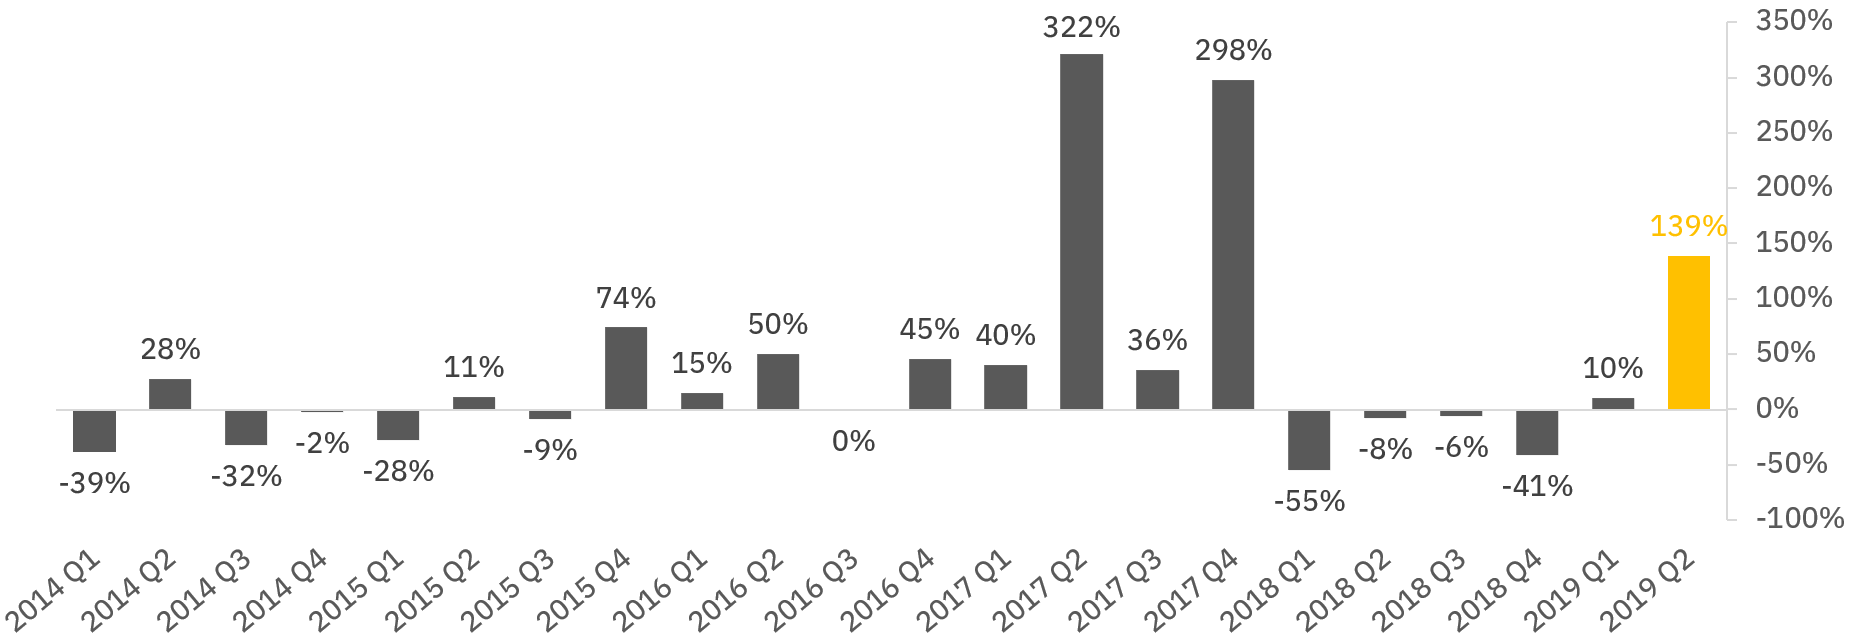 322%
298%
139%
74%
50%
45%
40%
36%
28%
15%
11%
10%
0%
-2%
-9%
-8%
-6%
-28%
-39%
-32%
-55%
-41%
350%
300%
250%
200%
150%
100%
50%
0%
-50%
-100%
2014 Q1
2014 Q2
2014 Q3
2014 Q4
2015 Q1
2015 Q2
2015 Q3
2015 Q4
2016 Q1
2016 Q2
2016 Q3
2016 Q4
2017 Q1
2017 Q2
2017 Q3
2017 Q4
2018 Q1
2018 Q2
2018 Q3
2018 Q4
2019 Q1
2019 Q2